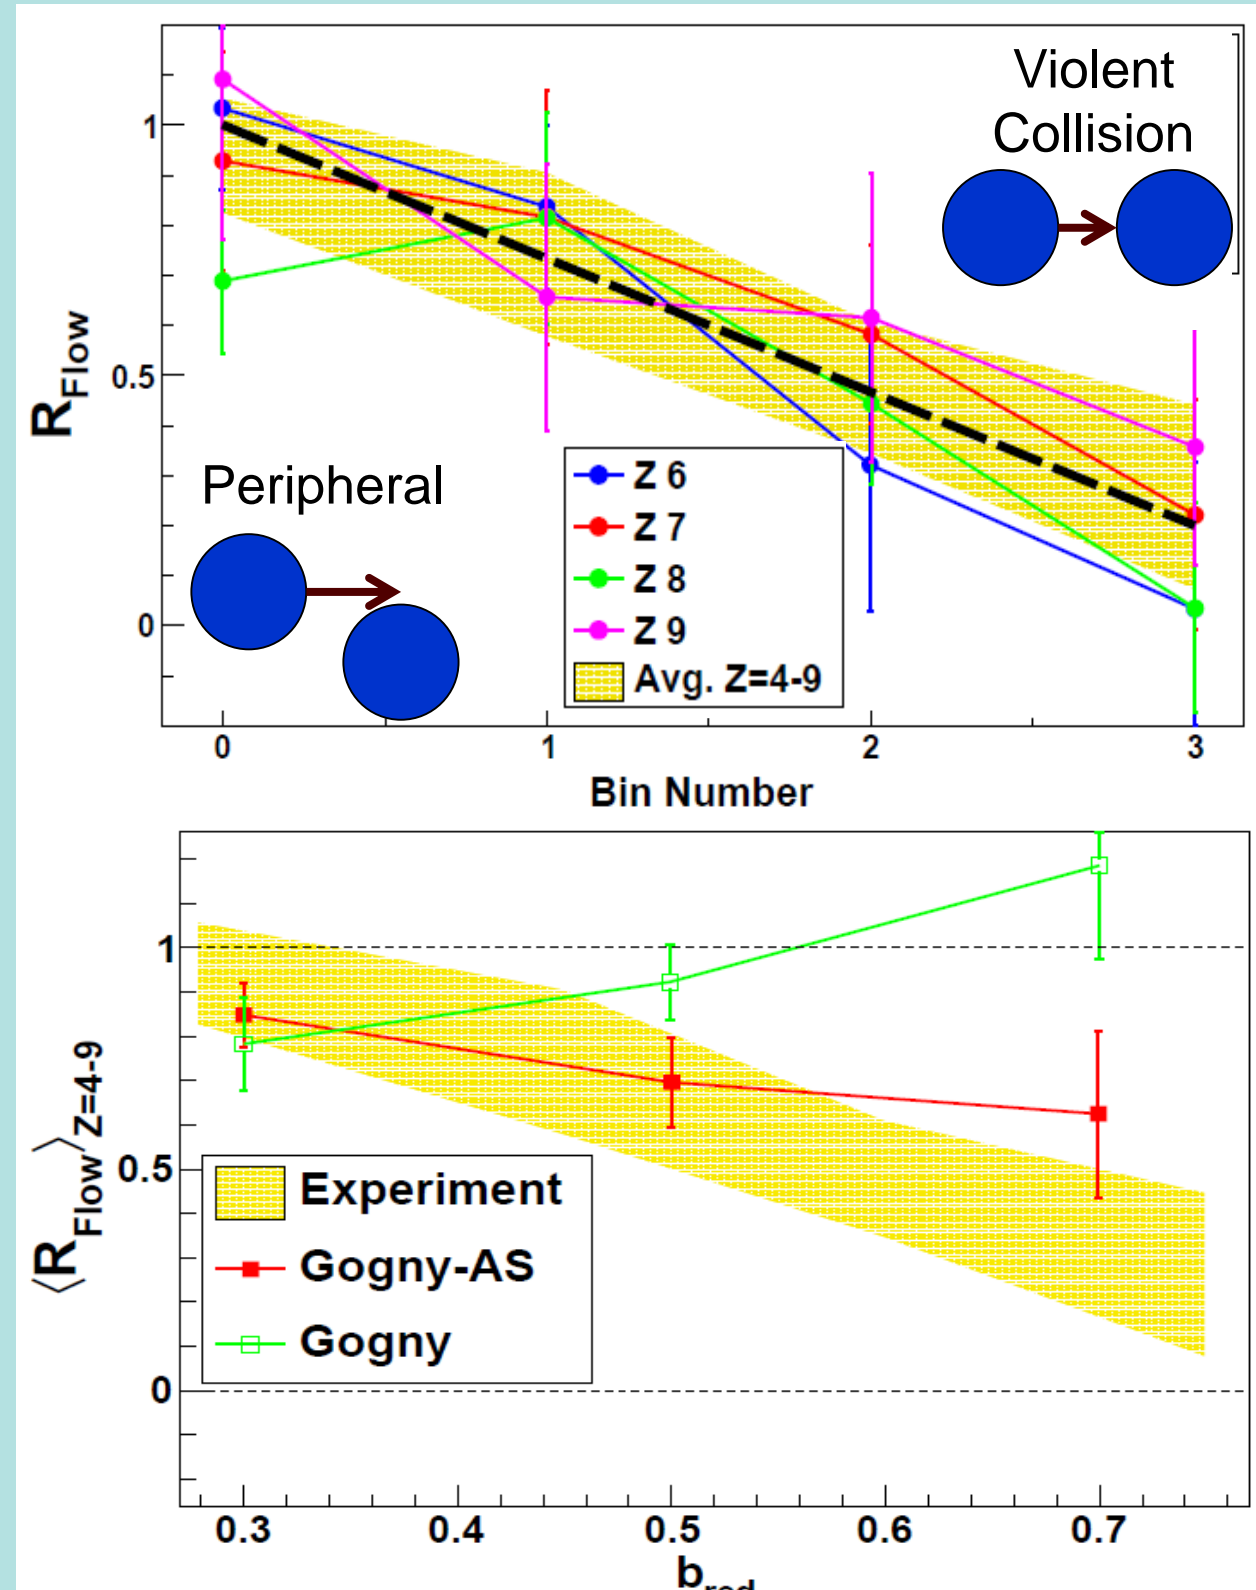 Violent
Collision
1
0.5
0
R_Flow
Peripheral
Z 6
Z 7
Z 8
Z 9
Avg. Z=4-9
0 1 2 3
Bin Number
1
0.5
0
⟨R_Flow⟩_Z=4-9
Experiment
Gogny-AS
Gogny
0.3 0.4 0.5 0.6 0.7
b_red